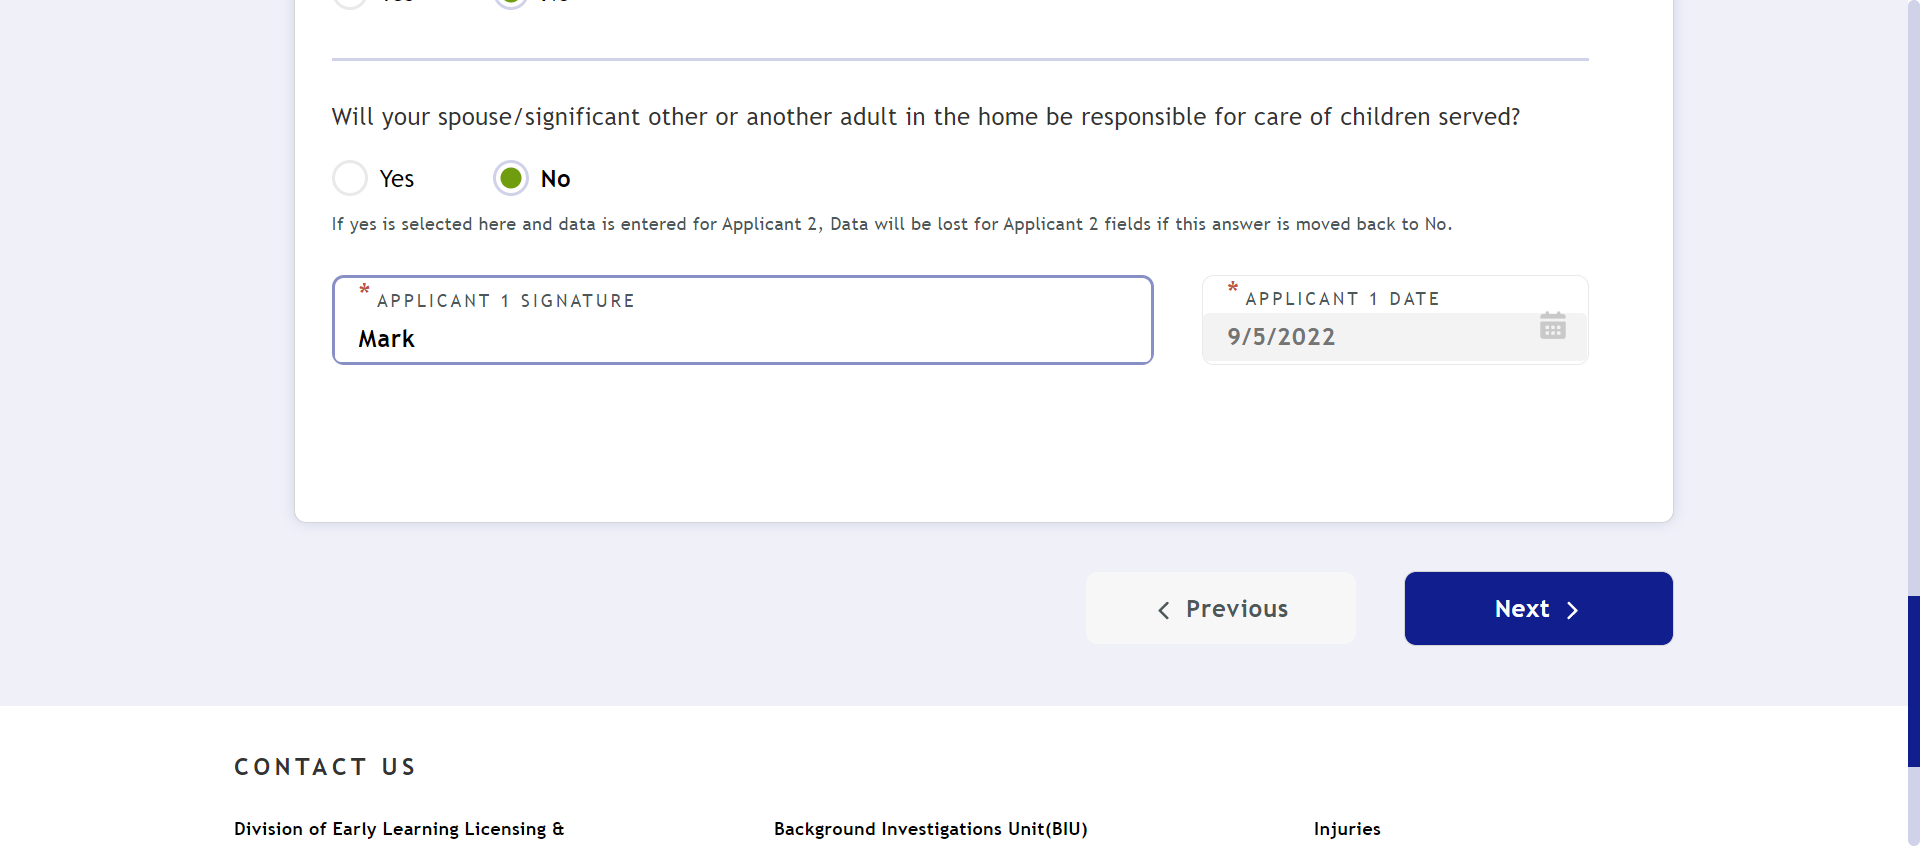 Will your spouse/significant other or another adult in the home be responsible for care of children served?
Yes No
If yes is selected here and data is entered for Applicant 2, Data will be lost for Applicant 2 fields if this answer is moved back to No.
* APPLICANT 1 SIGNATURE
Mark
* APPLICANT 1 DATE
9/5/2022
Previous
Next
CONTACT US
Division of Early Learning Licensing &
Background Investigations Unit(BIU)
Injuries